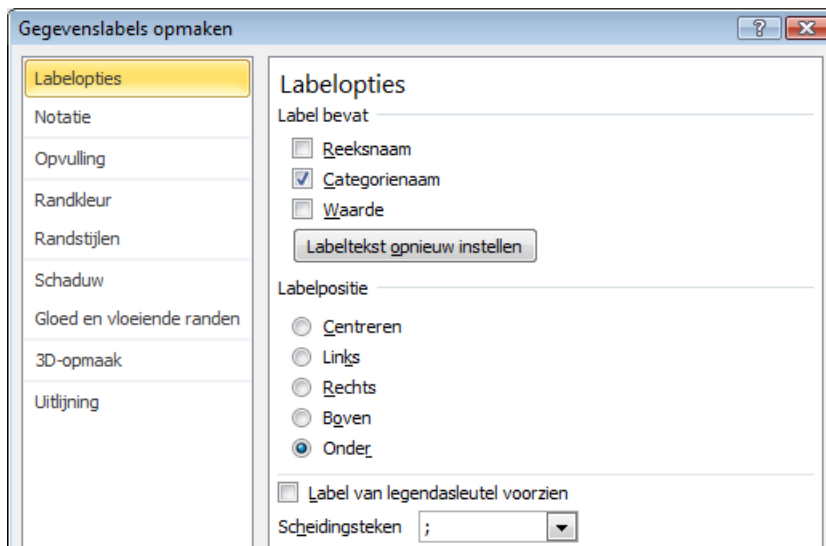 Gegevenslabels opmaken
Labelopties
Notatie
Opvulling
Randkleur
Randstijlen
Schaduw
Gloed en vloeiende randen
3D-opmaak
Uitlijning
Labelopties
Label bevat
Reeksnaam
Categorienaam
Waarde
Labeltekst opnieuw instellen
Labelpositie
Centreren
Links
Rechts
Boven
Onder
Label van legendasleutel voorzien
Scheidingsteken ;